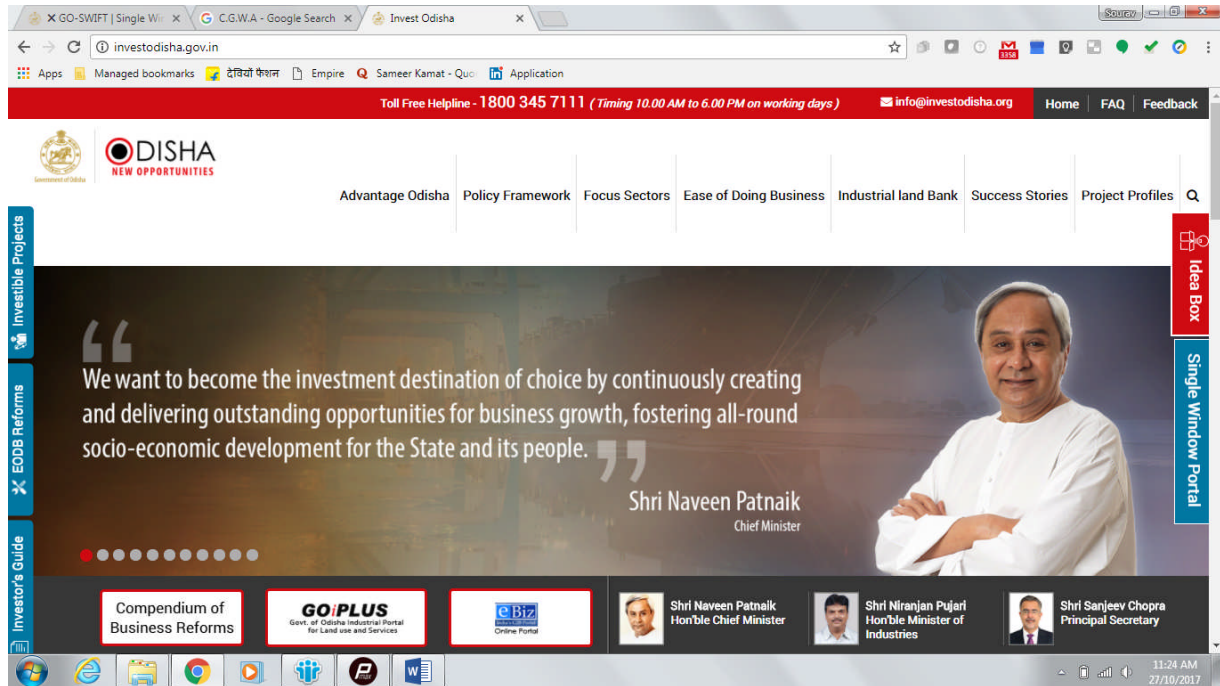 GO-SWIFT | Single Wi
C.G.W.A - Google Search
Invest Odisha
Sourav
investodisha.gov.in
3358
Apps
Managed bookmarks
देवियों फैशन
Empire
Sameer Kamat - Quo
Application
Toll Free Helpline - 1800 345 7111 ( Timing 10.00 AM to 6.00 PM on working days )
info@investodisha.org
Home
FAQ
Feedback
Government of Odisha
ODISHA
NEW OPPORTUNITIES
Advantage Odisha
Policy Framework
Focus Sectors
Ease of Doing Business
Industrial land Bank
Success Stories
Project Profiles
Investible Projects
EODB Reforms
Investor's Guide
Idea Box
Single Window Portal
“
We want to become the investment destination of choice by continuously creating
and delivering outstanding opportunities for business growth, fostering all-round
socio-economic development for the State and its people. ”
Shri Naveen Patnaik
Chief Minister
Compendium of
Business Reforms
GOiPLUS
Govt. of Odisha Industrial Portal
for Land use and Services
eBiz
Online Portal
Shri Naveen Patnaik
Hon'ble Chief Minister
Shri Niranjan Pujari
Hon'ble Minister of
Industries
Shri Sanjeev Chopra
Principal Secretary
11:24 AM
27/10/2017